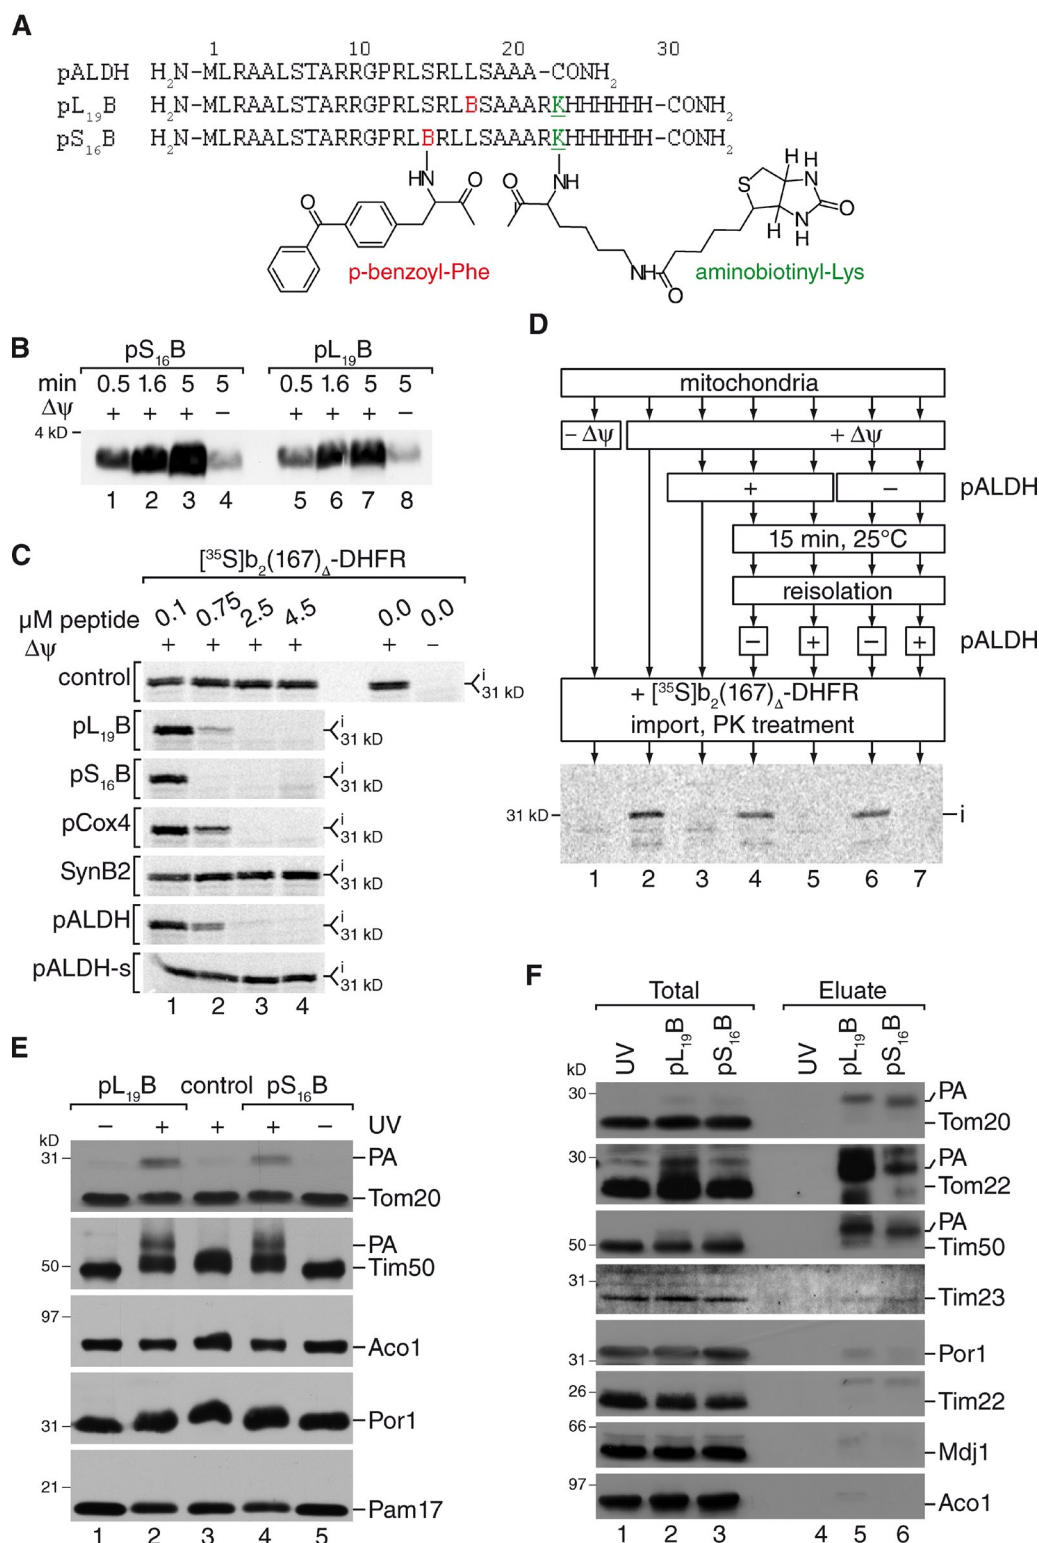 A
1 10 20 30
pALDH H₂N-MLRAALSTARRGPRLSRLLSAAA-CONH₂
pL₁₉B H₂N-MLRAALSTARRGPRLSRLBSAAARKHHHHHH-CONH₂
pS₁₆B H₂N-MLRAALSTARRGPRLBRLLSAAARKHHHHHH-CONH₂
HN O O
O NH
S H N H O N H H
p-benzoyl-Phe
NH O
aminobiotinyl-Lys
B
pS₁₆B pL₁₉B
min 0.5 1.6 5 5 0.5 1.6 5 5
Δψ + + + – + + + –
4 kD
1 2 3 4 5 6 7 8
C
[³⁵S]b₂(167)Δ-DHFR
μM peptide 0.1 0.75 2.5 4.5 0.0 0.0
Δψ + + + + + –
control i 31 kD
pL₁₉B i 31 kD
pS₁₆B i 31 kD
pCox4 i 31 kD
SynB2 i 31 kD
pALDH i 31 kD
pALDH-s i 31 kD
1 2 3 4
D
mitochondria
– Δψ + Δψ
+ – pALDH
15 min, 25°C
reisolation
– + – + pALDH
+ [³⁵S]b₂(167)Δ-DHFR
import, PK treatment
31 kD i
1 2 3 4 5 6 7
E
pL₁₉B control pS₁₆B
– + + + – UV
kD
31 PA
Tom20
PA
50 Tim50
97
Aco1
31 Por1
21
Pam17
1 2 3 4 5
F
Total Eluate
kD UV pL₁₉B pS₁₆B UV pL₁₉B pS₁₆B
30 PA
Tom20
30 PA
Tom22
PA
50 Tim50
31
Tim23
Por1
31
26
Tim22
66
Mdj1
97
Aco1
1 2 3 4 5 6